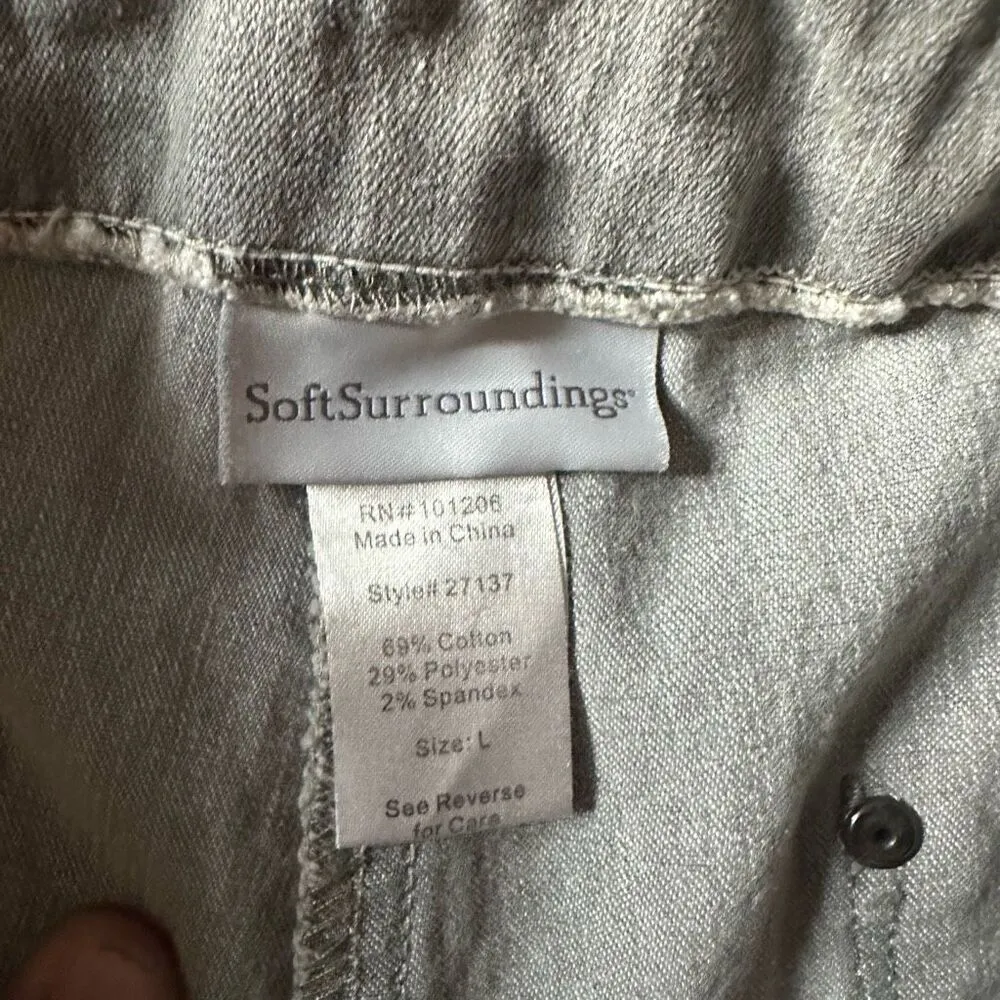 SoftSurroundings
RN#101206
Made in China
Style# 27137
69% Cotton
29% Polyester
2% Spandex
Size: L
See Reverse
for Care